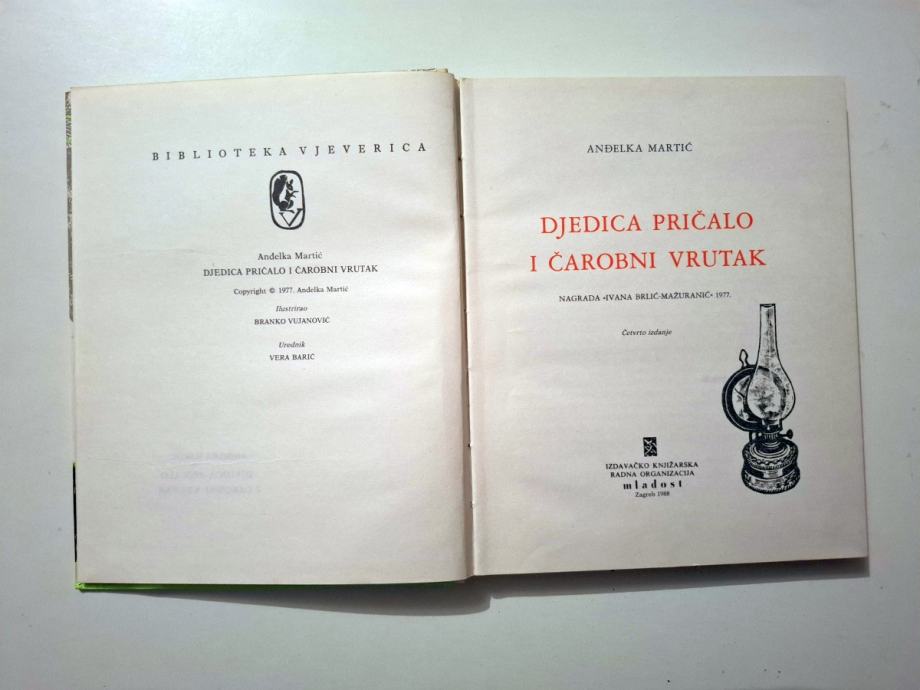 BIBLIOTEKA VJEVERICA
V
Anđelka Martić
DJEDICA PRIČALO I ČAROBNI VRUTAK
Copyright © 1977. Anđelka Martić
Ilustrirao
BRANKO VUJANOVIĆ
Urednik
VERA BARIĆ
ANĐELKA MARTIĆ
DJEDICA PRIČALO
I ČAROBNI VRUTAK
NAGRADA »IVANA BRLIĆ-MAŽURANIĆ« 1977.
Četvrto izdanje
IZDAVAČKO KNJIŽARSKA
RADNA ORGANIZACIJA
mladost
Zagreb 1988